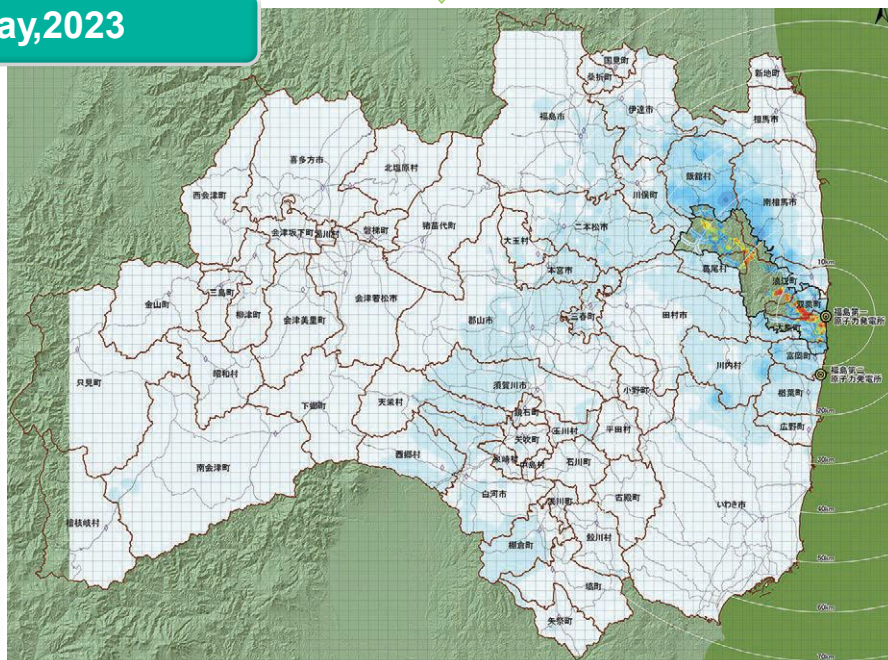 ay,2023
国見町
桑折町
新地町
伊達市
相馬市
福島市
喜多方市
北塩原村
飯舘村
西会津町
川俣町
南相馬市
猪苗代町
二本松市
会津坂下町
湯川村
磐梯町
大玉村
本宮市
葛尾村
浪江町
10km
金山町
三島町
柳津町
会津美里町
会津若松市
郡山市
三春町
田村市
双葉町
大熊町
福島第一
原子力発電所
富岡町
川内村
昭和村
只見町
須賀川市
小野町
福島第二
原子力発電所
楢葉町
下郷町
天栄村
鏡石町
20km
広野町
玉川村
平田村
矢吹町
泉崎村
中島村
石川町
30km
南会津町
西郷村
白河市
浅川町
古殿町
いわき市
檜枝岐村
40km
棚倉町
鮫川村
50km
塙町
60km
矢祭町
70km